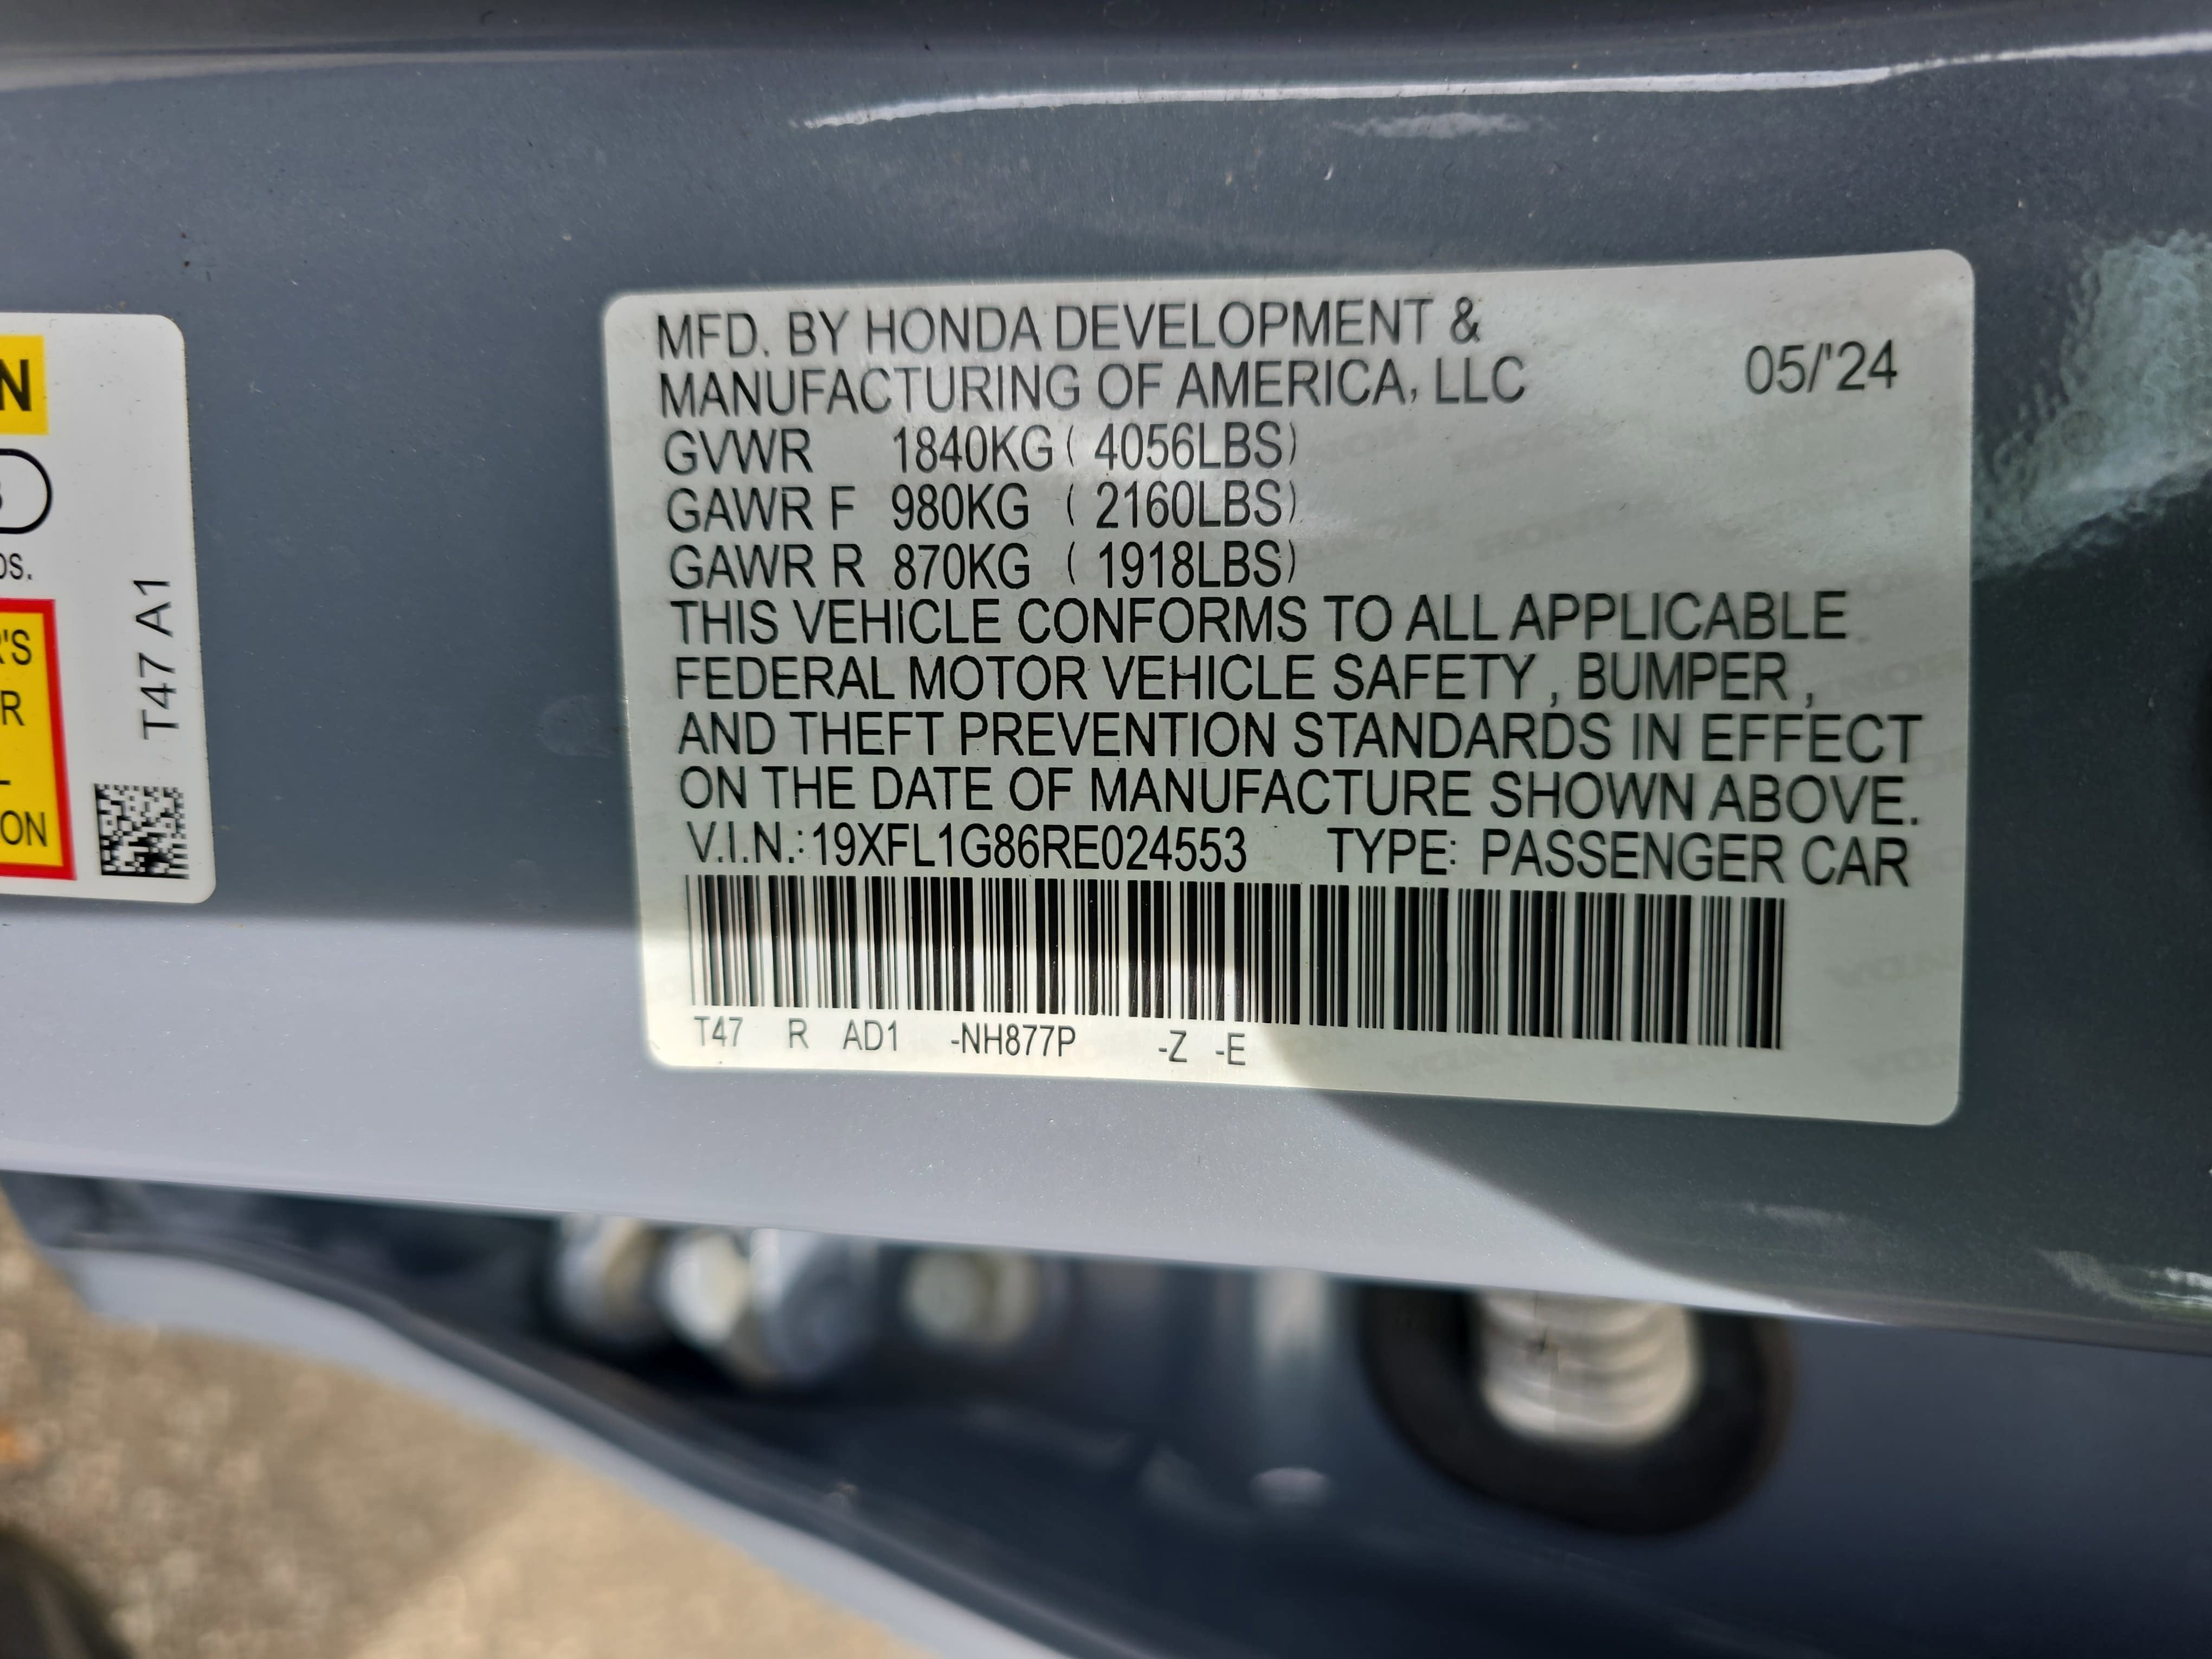 MFD. BY HONDA DEVELOPMENT &
MANUFACTURING OF AMERICA, LLC 05/'24
GVWR 1840KG ( 4056LBS)
GAWR F 980KG ( 2160LBS)
GAWR R 870KG ( 1918LBS)
THIS VEHICLE CONFORMS TO ALL APPLICABLE
FEDERAL MOTOR VEHICLE SAFETY , BUMPER ,
AND THEFT PREVENTION STANDARDS IN EFFECT
ON THE DATE OF MANUFACTURE SHOWN ABOVE.
V.I.N.: 19XFL1G86RE024553 TYPE: PASSENGER CAR
T47 R AD1 -NH877P -Z -E
T47 A1